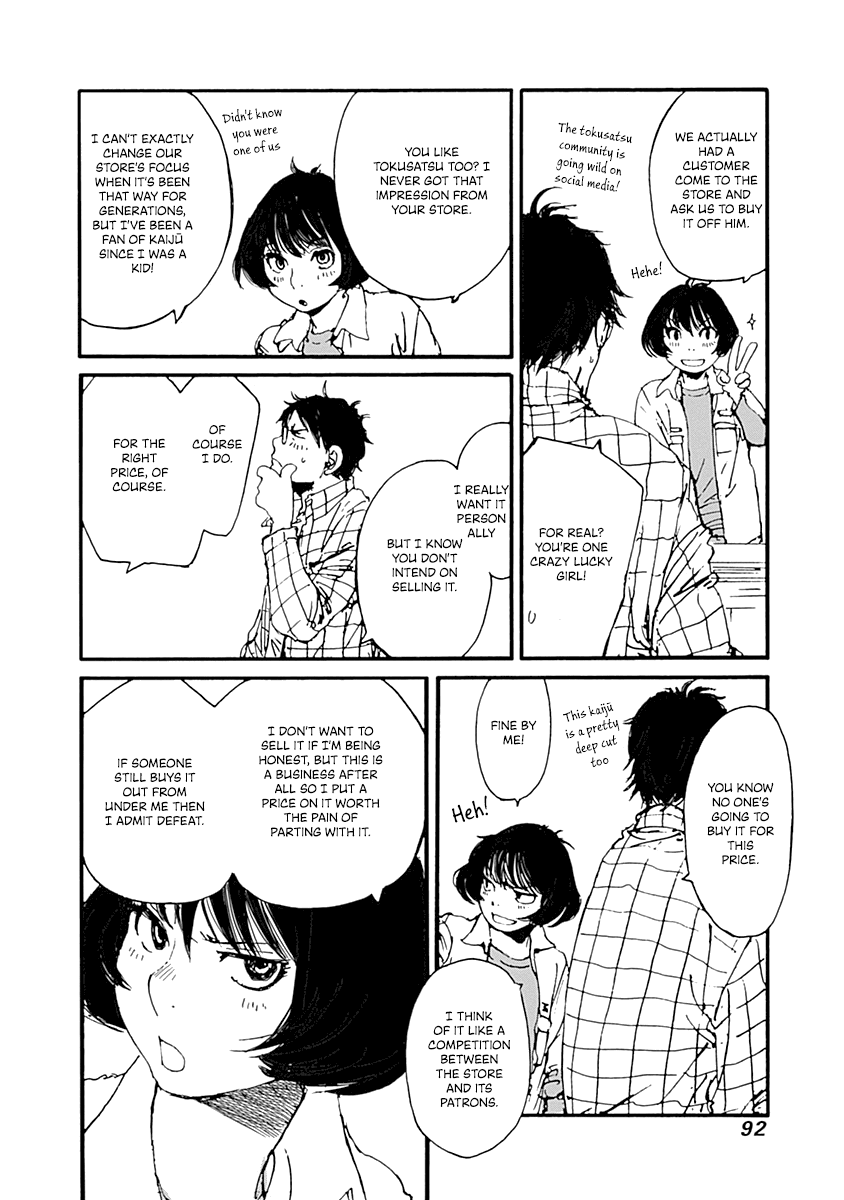 WE ACTUALLY
HAD A
CUSTOMER
COME TO THE
STORE AND
ASK US TO BUY
IT OFF HIM.
The tokusatsu
community is
going wild on
social media!
Hehe!
FOR REAL?
YOU'RE ONE
CRAZY LUCKY
GIRL!
YOU LIKE
TOKUSATSU TOO? I
NEVER GOT THAT
IMPRESSION FROM
YOUR STORE.
Didn't know
you were
one of us
I CAN'T EXACTLY
CHANGE OUR
STORE'S FOCUS
WHEN IT'S BEEN
THAT WAY FOR
GENERATIONS,
BUT I'VE BEEN A
FAN OF KAIJŪ
SINCE I WAS A
KID!
I REALLY
WANT IT
PERSON
ALLY
BUT I KNOW
YOU DON'T
INTEND ON
SELLING IT.
OF
COURSE
I DO.
FOR THE
RIGHT
PRICE, OF
COURSE.
YOU KNOW
NO ONE'S
GOING TO
BUY IT FOR
THIS
PRICE.
This kaijū
is a pretty
deep cut
too
FINE BY
ME!
Heh!
I THINK
OF IT LIKE A
COMPETITION
BETWEEN
THE STORE
AND ITS
PATRONS.
I DON'T WANT TO
SELL IT IF I'M BEING
HONEST, BUT THIS IS
A BUSINESS AFTER
ALL SO I PUT A
PRICE ON IT WORTH
THE PAIN OF
PARTING WITH IT.
IF SOMEONE
STILL BUYS IT
OUT FROM
UNDER ME THEN
I ADMIT DEFEAT.
92